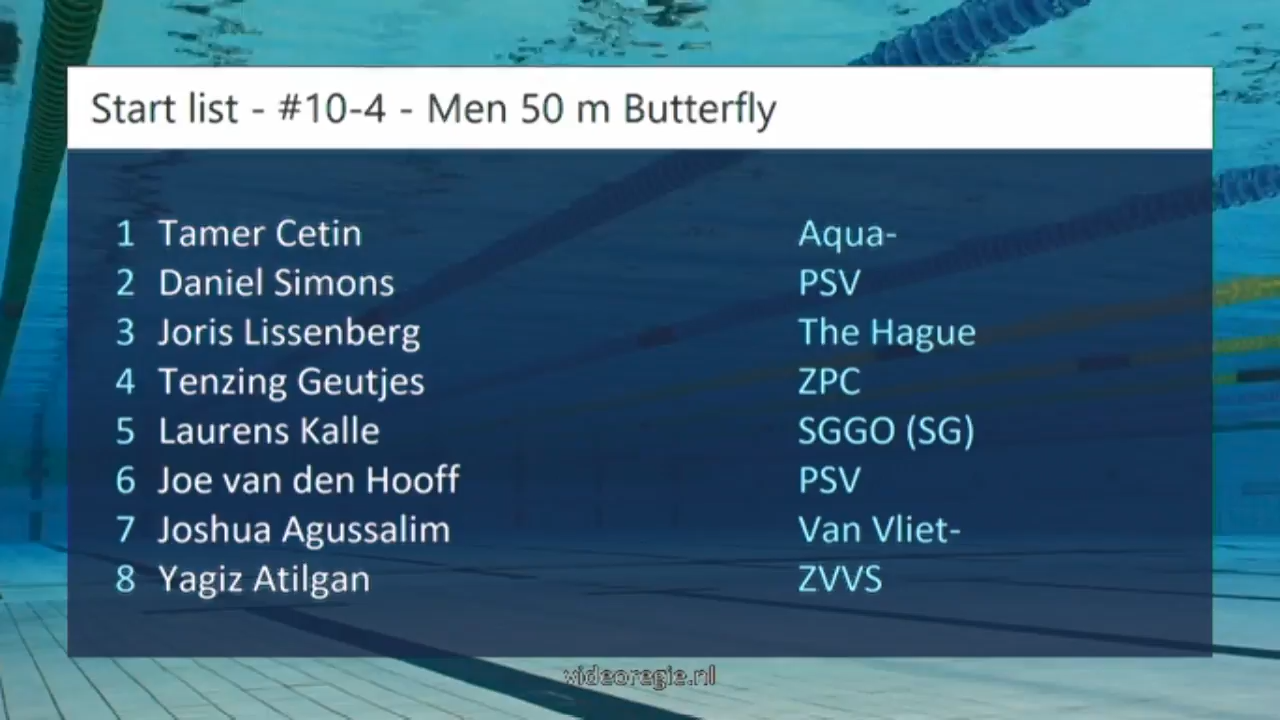 Start list - #10-4 - Men 50 m Butterfly
1 Tamer Cetin Aqua-
2 Daniel Simons PSV
3 Joris Lissenberg The Hague
4 Tenzing Geutjes ZPC
5 Laurens Kalle SGGO (SG)
6 Joe van den Hooff PSV
7 Joshua Agussalim Van Vliet-
8 Yagiz Atilgan ZVVS
videoregie.nl